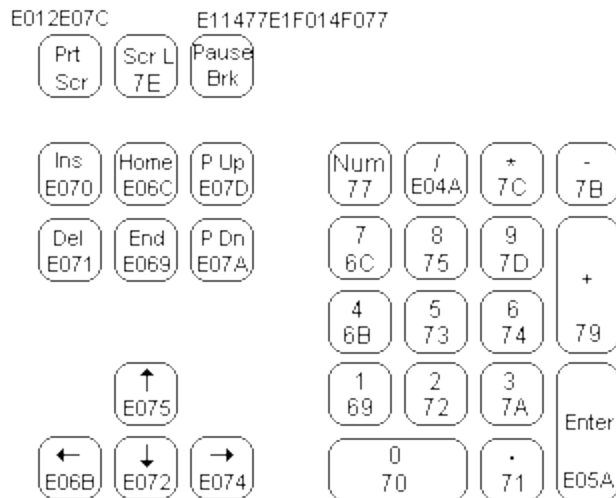 E012E07C E11477E1F014F077
Prt Scr L Pause
Scr 7E Brk
Ins Home P Up Num / * -
E070 E06C E07D 77 E04A 7C 7B
Del End P Dn 7 8 9
E071 E069 E07A 6C 75 7D
+
4 5 6
6B 73 74 79
↑ 1 2 3
E075 69 72 7A
Enter
← ↓ → 0 .
E06B E072 E074 70 71 E05A